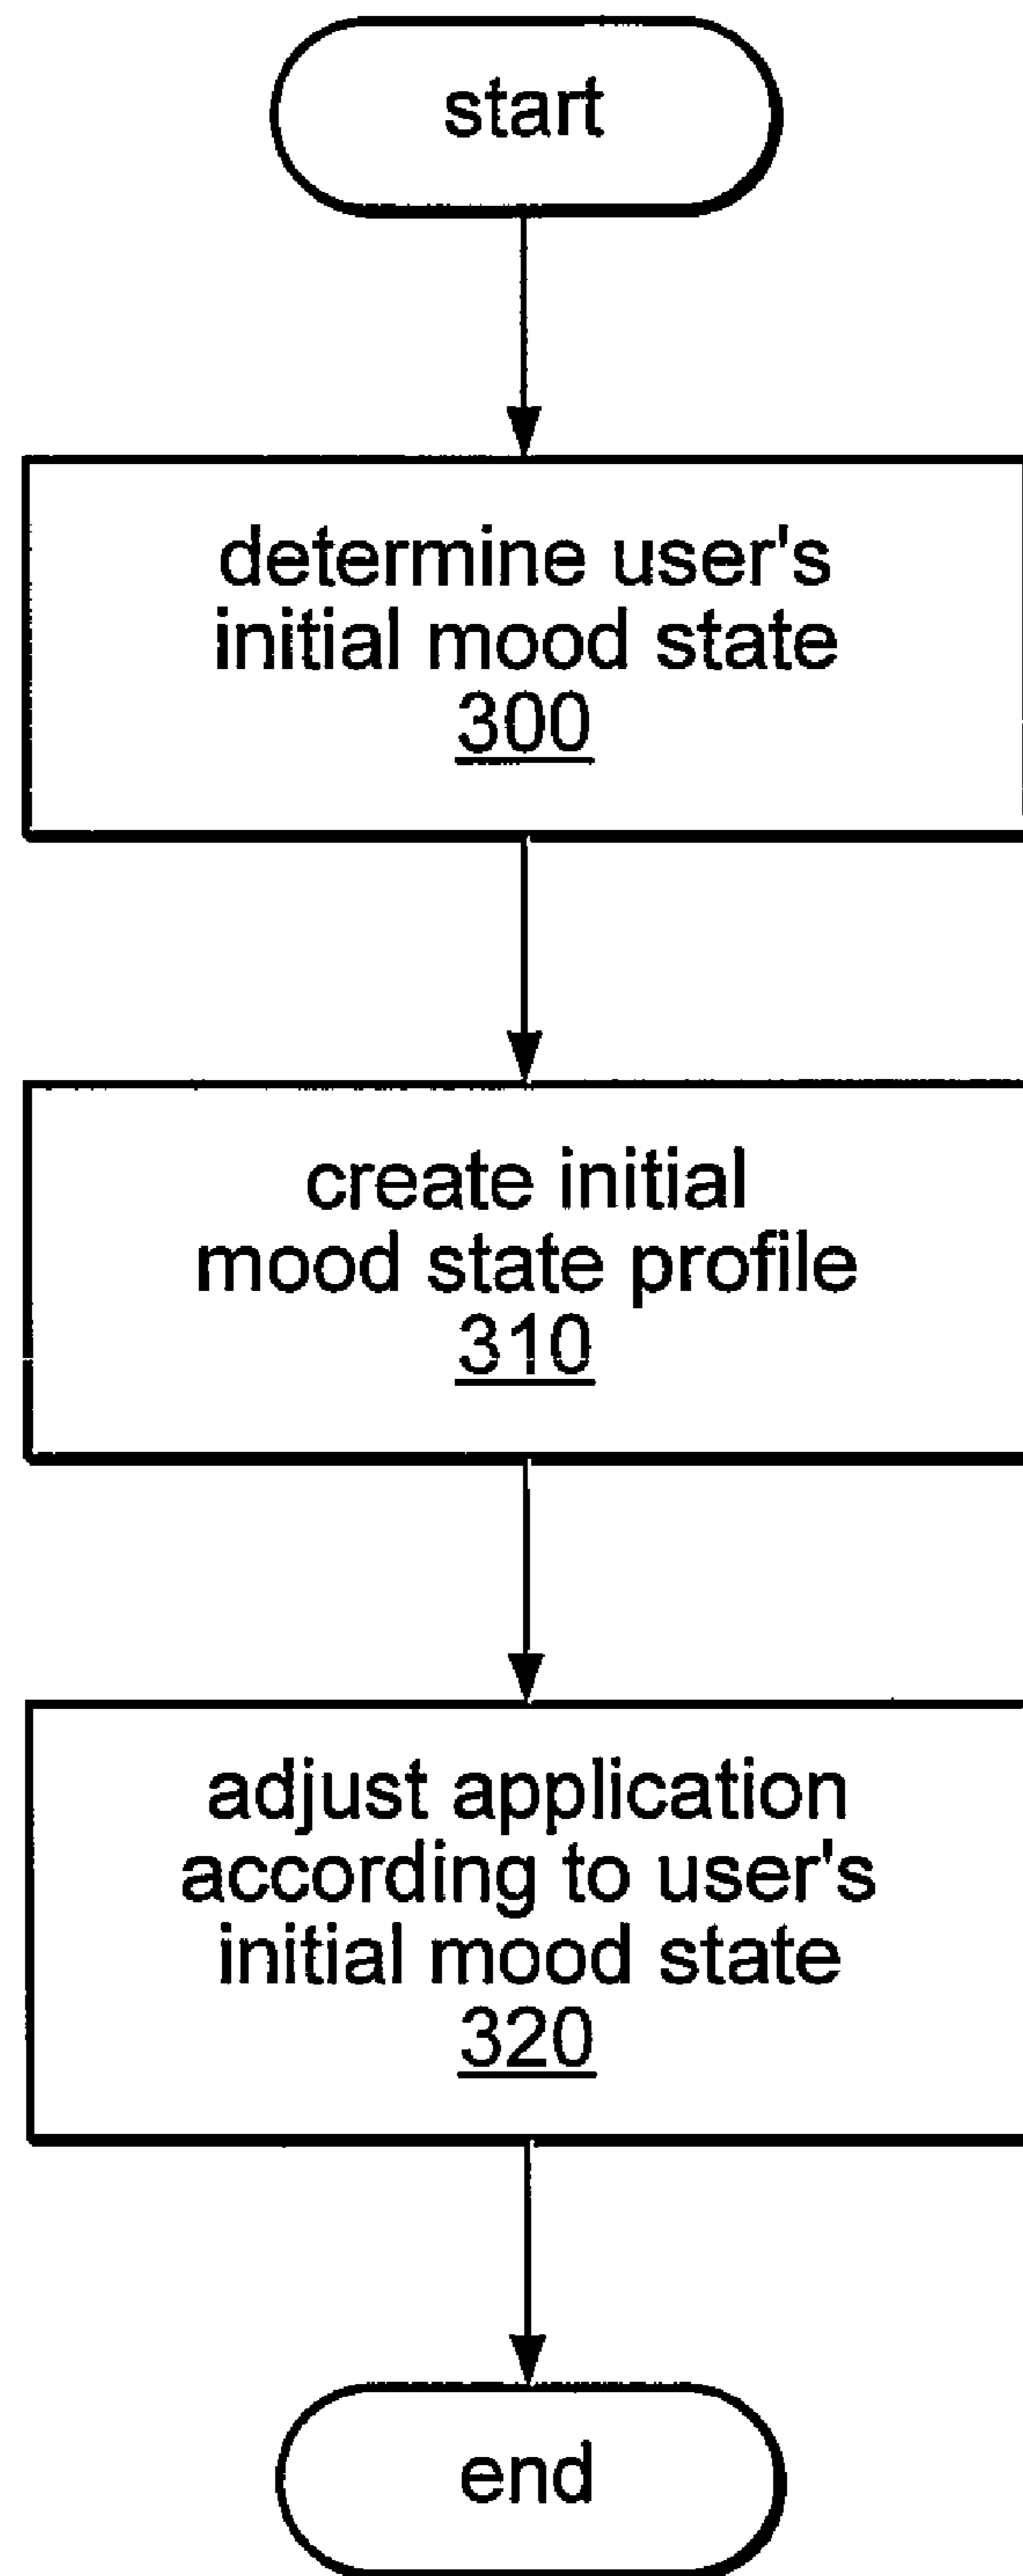 start
determine user's
initial mood state
300
create initial
mood state profile
310
adjust application
according to user's
initial mood state
320
end